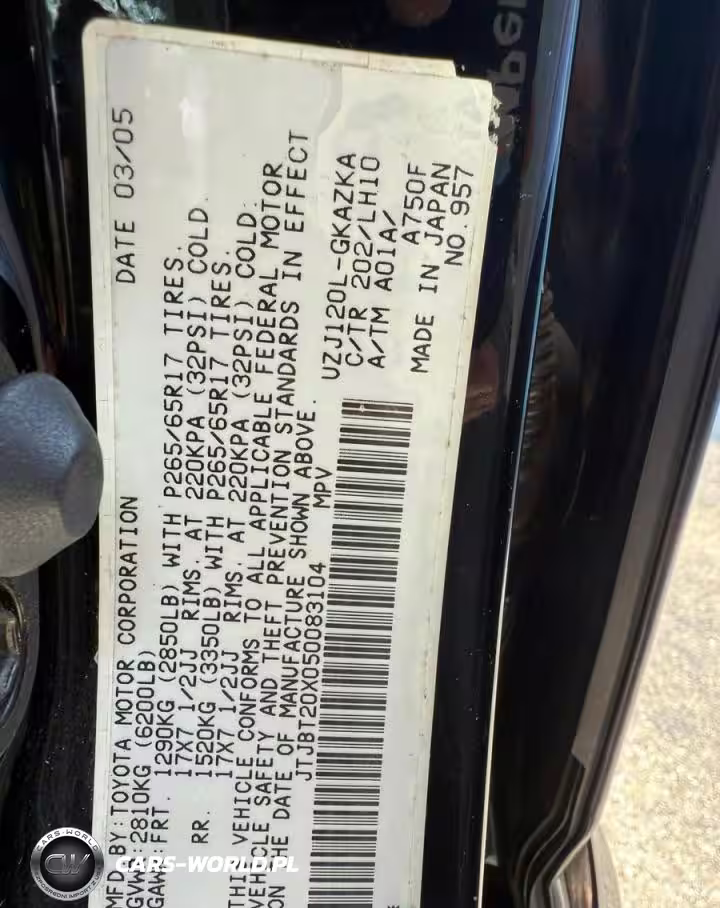 MFD. BY: TOYOTA MOTOR CORPORATION DATE 03/05
GVWR: 2810KG (6200LB)
GAWR: FRT. 1290KG (2850LB) WITH P265/65R17 TIRES.
17X7 1/2JJ RIMS. AT 220KPA (32PSI) COLD.
RR. 1520KG (3350LB) WITH P265/65R17 TIRES.
17X7 1/2JJ RIMS. AT 220KPA (32PSI) COLD.
THIS VEHICLE CONFORMS TO ALL APPLICABLE FEDERAL MOTOR
VEHICLE SAFETY AND THEFT PREVENTION STANDARDS IN EFFECT
ON THE DATE OF MANUFACTURE SHOWN ABOVE.
JTJBT20X050083104 MPV
UZJ120L-GKAZKA
C/TR 202/LH10
A/TM A01A/ A750F
MADE IN JAPAN
NO.957
CARS-WORLD
CW
CARS-WORLD.PL